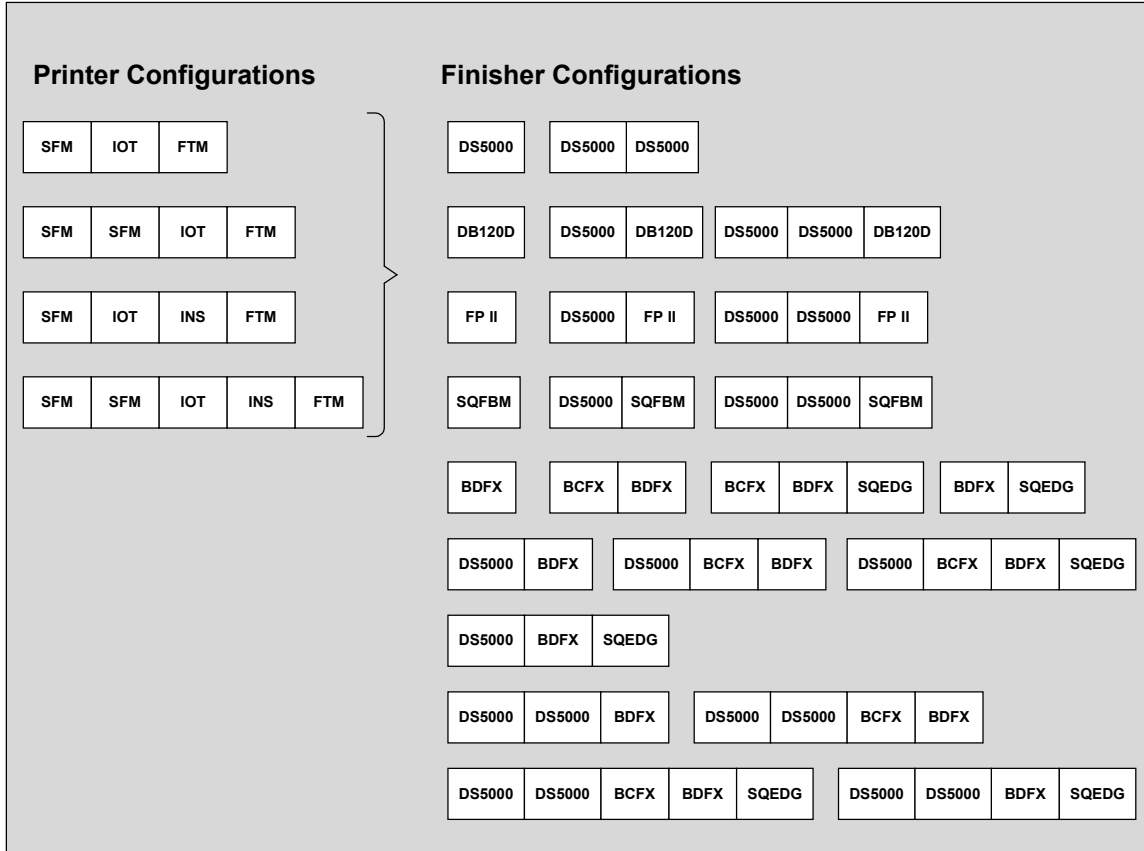 Printer Configurations Finisher Configurations
SFM IOT FTM DS5000 DS5000 DS5000
SFM SFM IOT FTM DB120D DS5000 DB120D DS5000 DS5000 DB120D
SFM IOT INS FTM FP II DS5000 FP II DS5000 DS5000 FP II
SFM SFM IOT INS FTM SQFBM DS5000 SQFBM DS5000 DS5000 SQFBM
BDFX BCFX BDFX BCFX BDFX SQEDG BDFX SQEDG
DS5000 BDFX DS5000 BCFX BDFX DS5000 BCFX BDFX SQEDG
DS5000 BDFX SQEDG
DS5000 DS5000 BDFX DS5000 DS5000 BCFX BDFX
DS5000 DS5000 BCFX BDFX SQEDG DS5000 DS5000 BDFX SQEDG